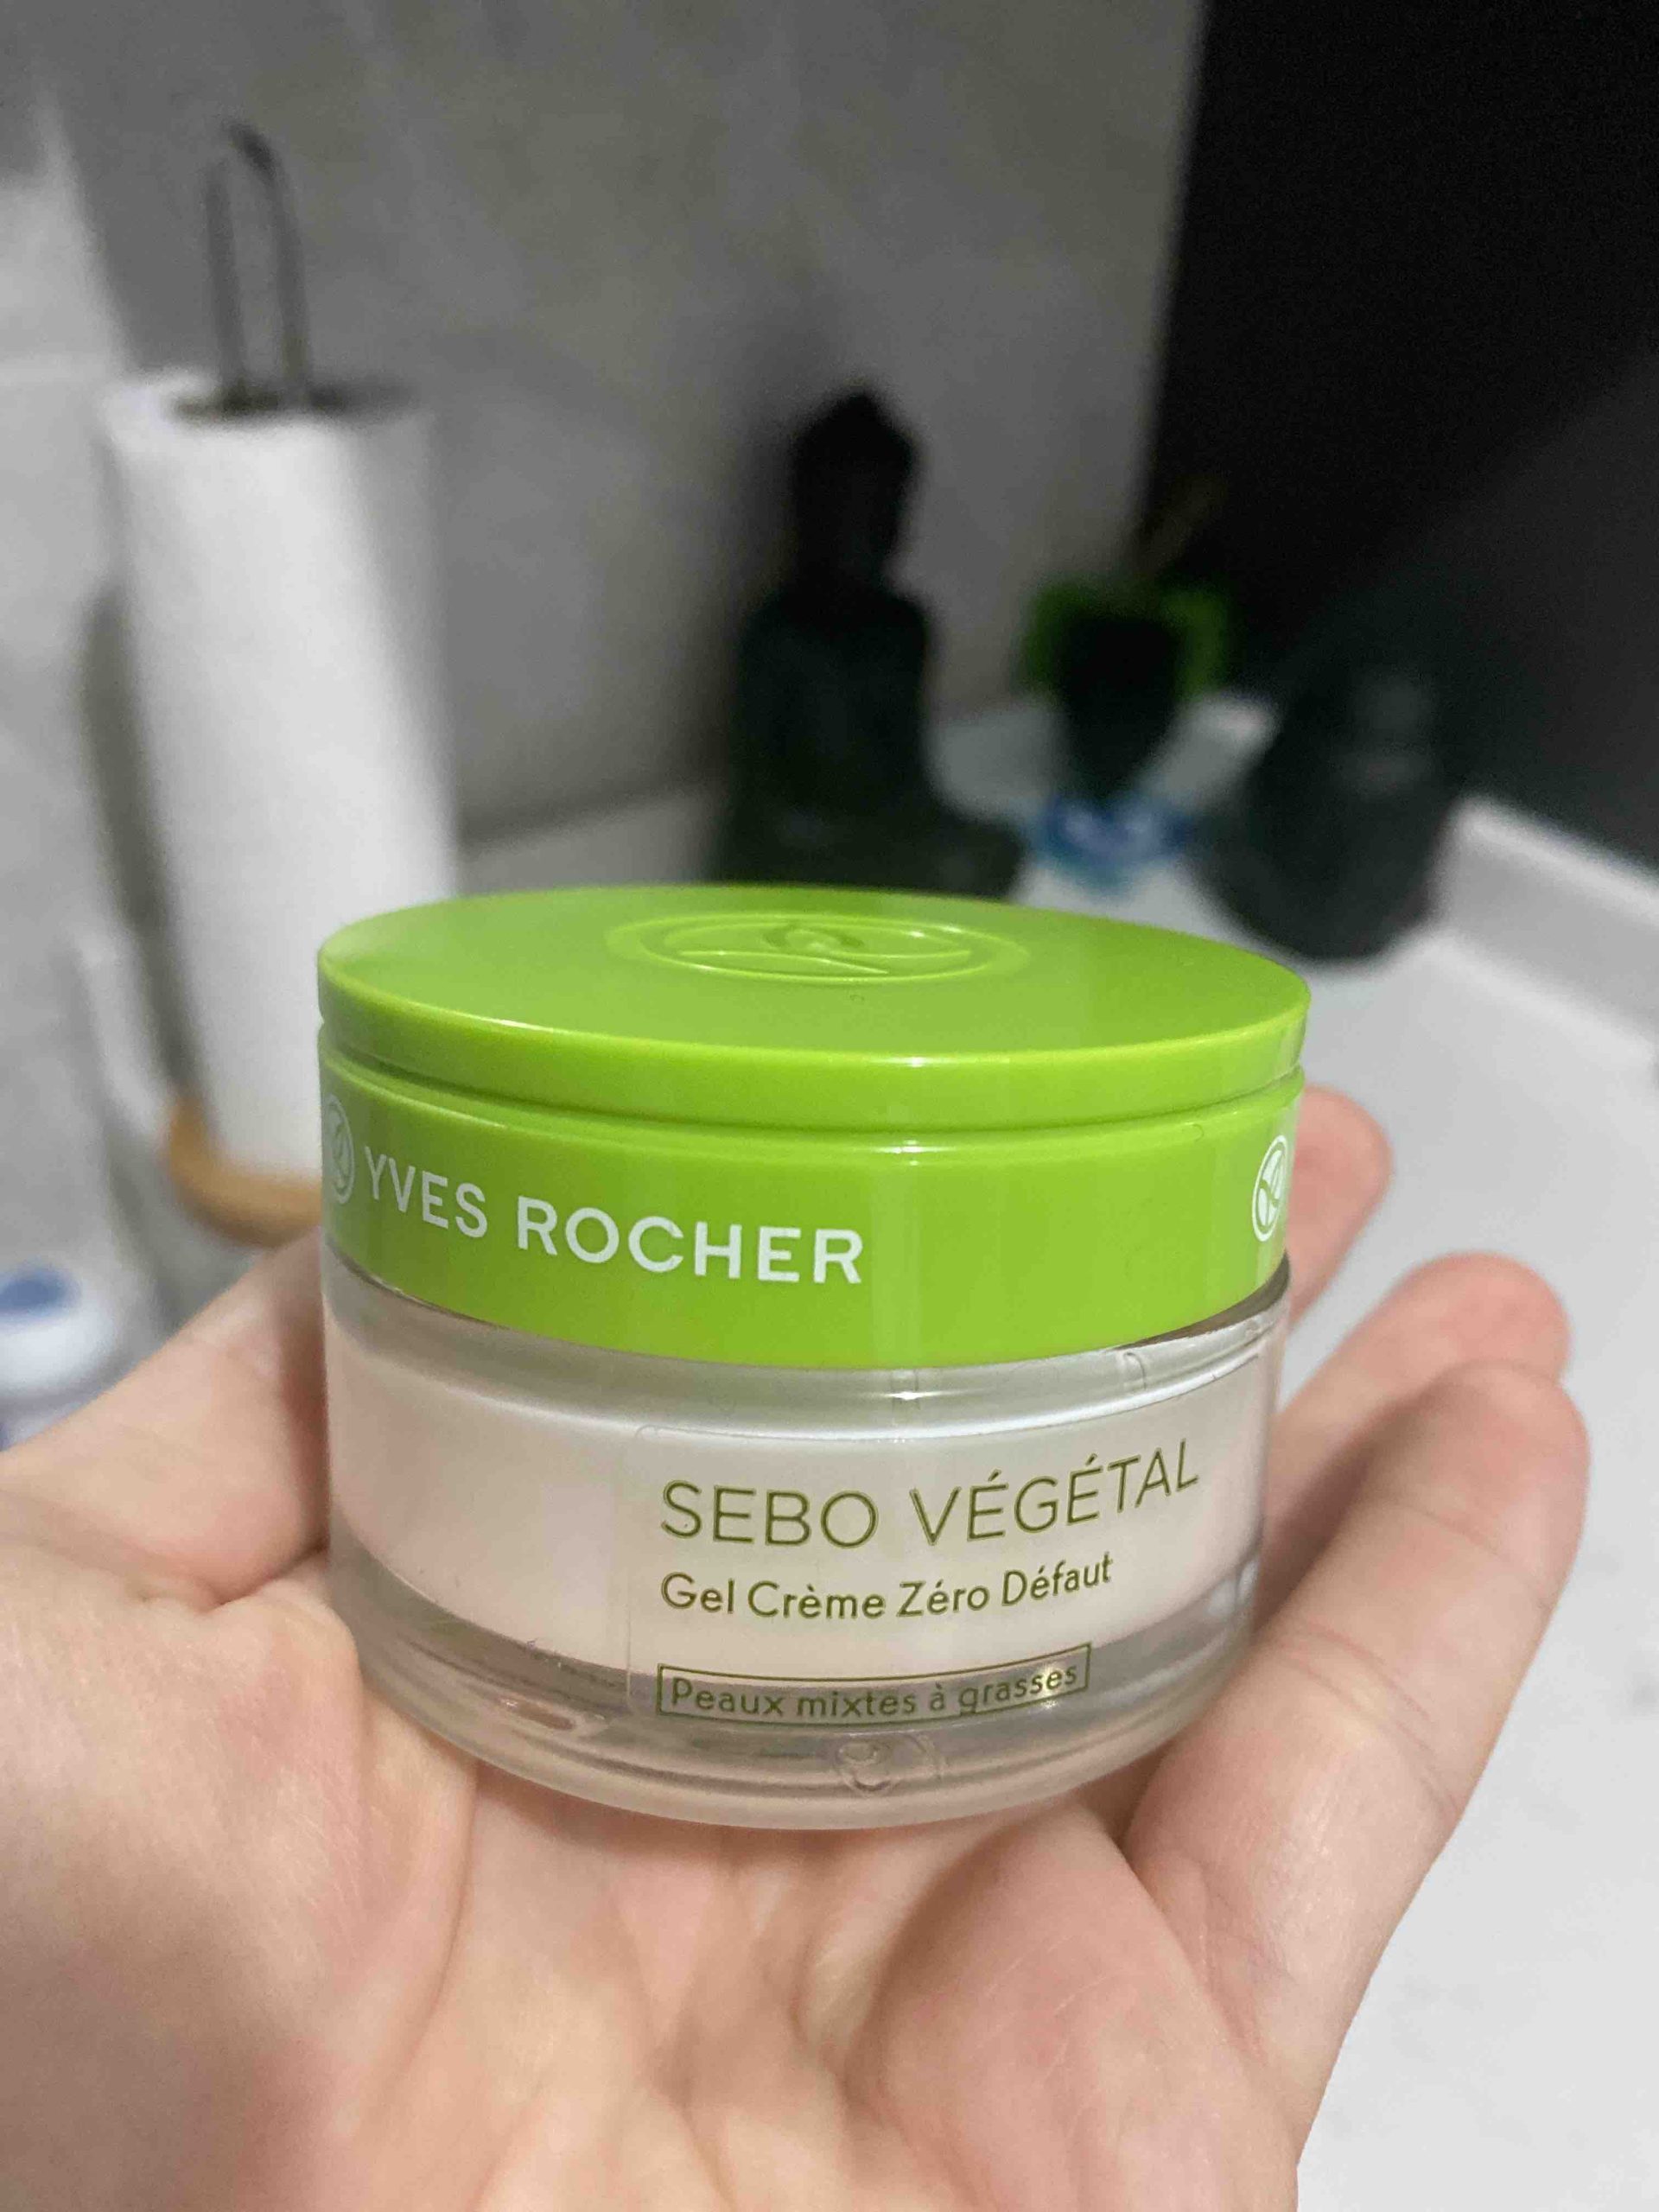 YVES ROCHER
SEBO VÉGÉTAL
Gel Crème Zéro Défaut
Peaux mixtes à grasses